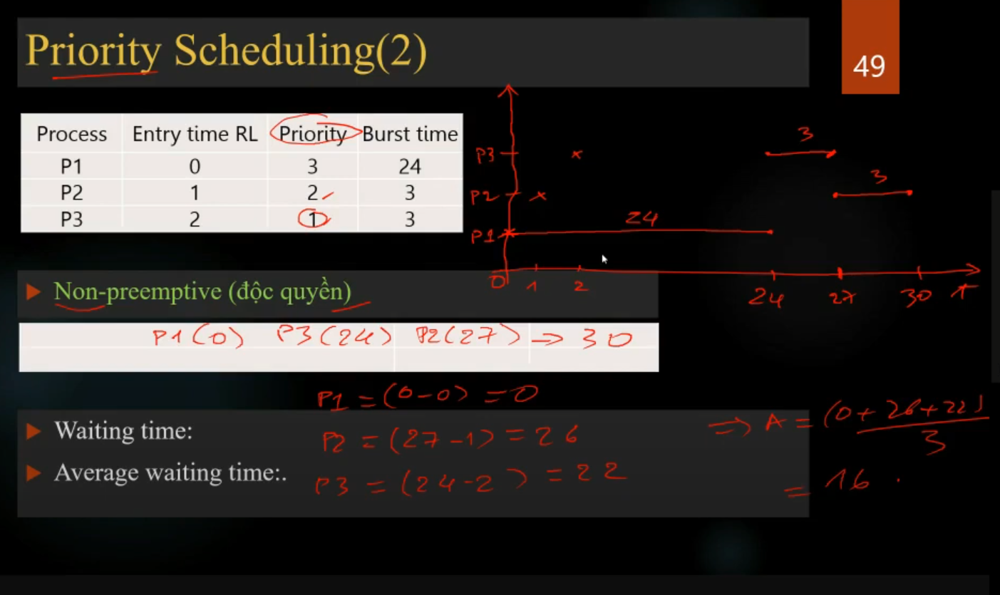 Priority Scheduling(2)
49
Process Entry time RL Priority Burst time
P1 0 3 24
P2 1 2 3
P3 2 1 3
P3
P2
P1
24
3
3
0 1 2 24 27 30 t
Non-preemptive (độc quyền)
P1(0) P3(24) P2(27) => 30
P1 = (0-0) = 0
Waiting time:
P2 = (27-1) = 26
Average waiting time:.
P3 = (24-2) = 22
=> A = (0+26+22)
3
= 16